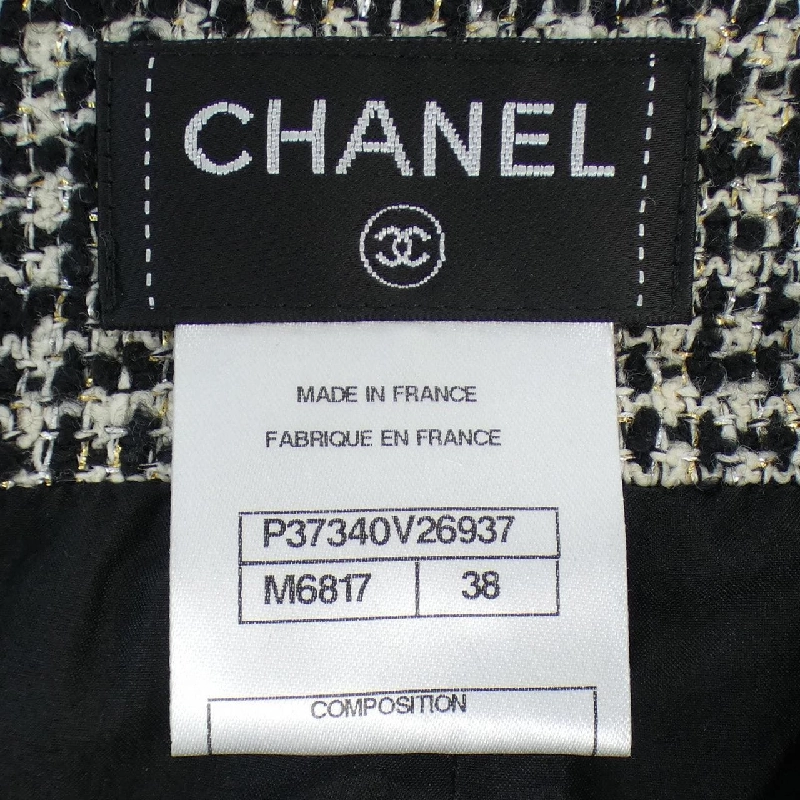 CHANEL
MADE IN FRANCE
FABRIQUE EN FRANCE
P37340V26937
M6817 38
COMPOSITION